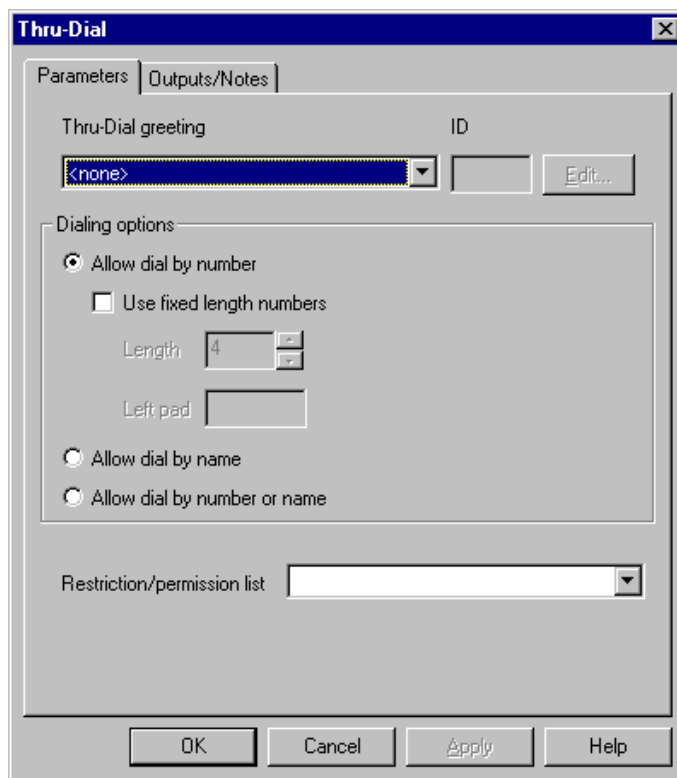 Thru-Dial
Parameters Outputs/Notes
Thru-Dial greeting ID
<none> Edit...
Dialing options
Allow dial by number
Use fixed length numbers
Length 4
Left pad
Allow dial by name
Allow dial by number or name
Restriction/permission list
OK Cancel Apply Help